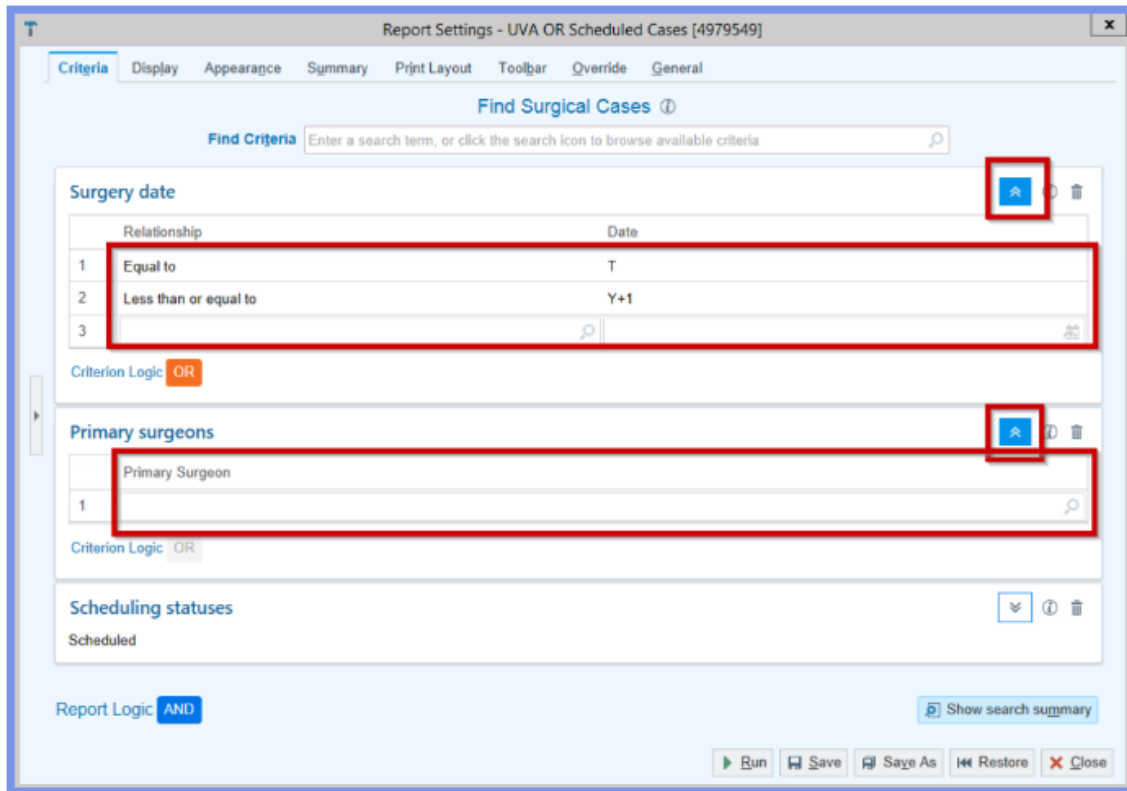 Report Settings - UVA OR Scheduled Cases [4979549] x
Criteria Display Appearance Summary Print Layout Toolbar Override General
Find Surgical Cases
Find Criteria Enter a search term, or click the search icon to browse available criteria
Surgery date
Relationship Date
1 Equal to T
2 Less than or equal to Y+1
3
Criterion Logic OR
Primary surgeons
Primary Surgeon
1
Criterion Logic OR
Scheduling statuses
Scheduled
Report Logic AND Show search summary
Run Save Save As Restore Close